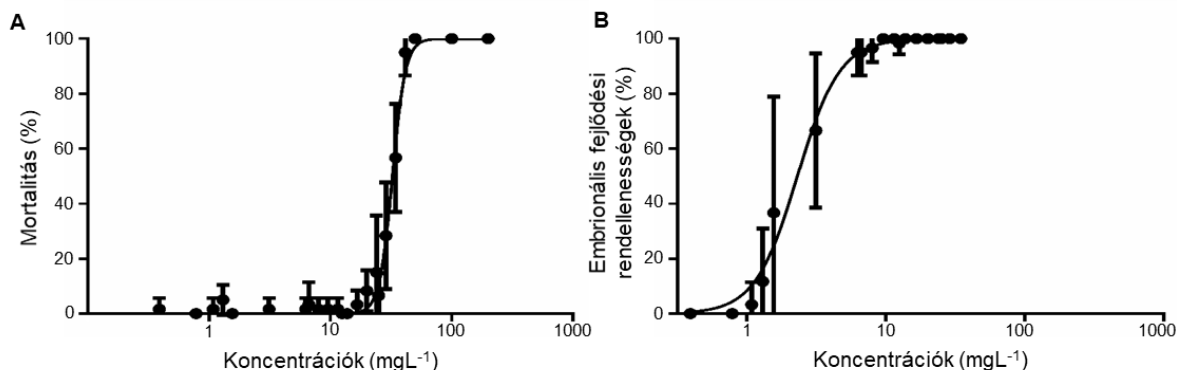 A
Mortalitás (%)
100
80
60
40
20
0
1
10
100
1000
Koncentrációk (mgL⁻¹)
B
Embrionális fejlődési
rendellenességek (%)
100
80
60
40
20
0
1
10
100
1000
Koncentrációk (mgL⁻¹)